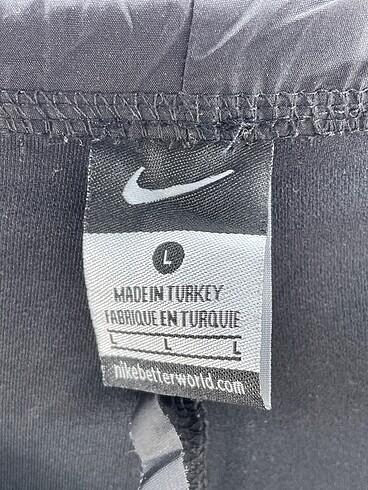 L
MADE IN TURKEY
FABRIQUE EN TURQUIE
L L L
nikebetterworld.com